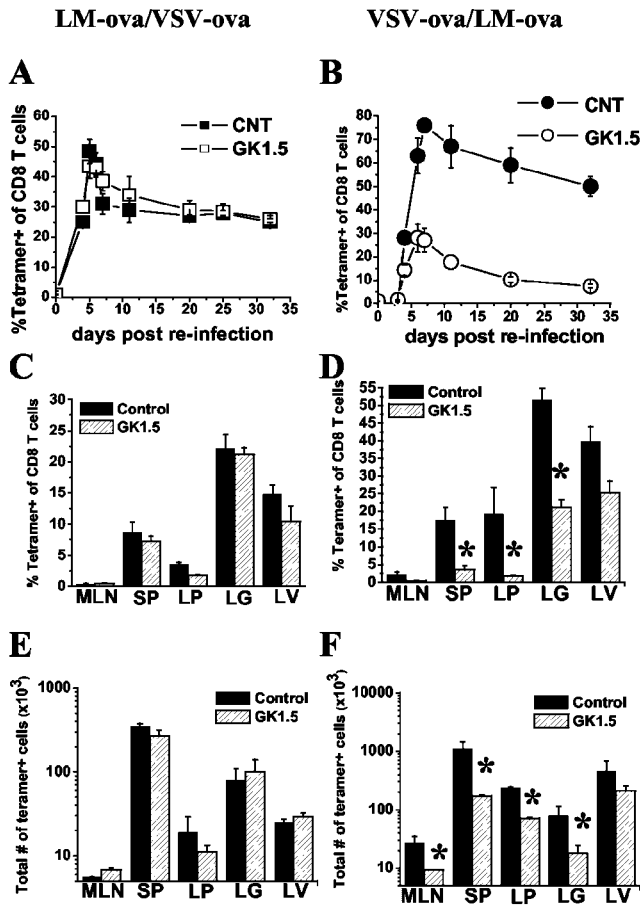 LM-ova/VSV-ova
VSV-ova/LM-ova
A
%Tetramer+ of CD8 T cells
60
50
40
30
20
10
0
CNT
GK1.5
0 5 10 15 20 25 30 35
days post re-infection
B
%Tetramer+ of CD8 T cells
80
70
60
50
40
30
20
10
0
CNT
GK1.5
0 5 10 15 20 25 30 35
days post re-infection
C
% Tetramer+ of CD8 T cells
30
25
20
15
10
5
0
Control
GK1.5
MLN SP LP LG LV
D
% Teramer+ of CD8 T cells
55
50
45
40
35
30
25
20
15
10
5
0
Control
GK1.5
* * *
MLN SP LP LG LV
E
Total # of teramer+ cells (x10³)
1000
100
10
Control
GK1.5
MLN SP LP LG LV
F
Total # of teramer+ cells (x10³)
10000
1000
100
10
Control
GK1.5
* * * *
MLN SP LP LG LV